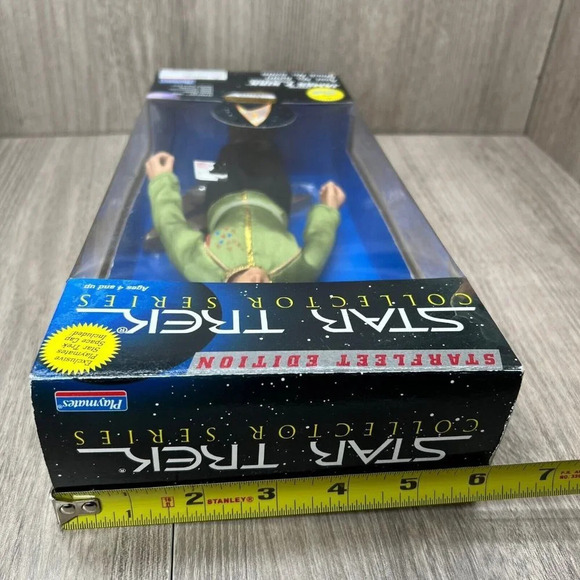 Ages 4 and up
STAR TREK®
COLLECTOR SERIES
STARFLEET EDITION
Exclusive
Playmates
Star Trek
Space Cap
Included
Playmates®
STAR TREK®
COLLECTOR SERIES
1 2 STANLEY® 3 4 5 6 7